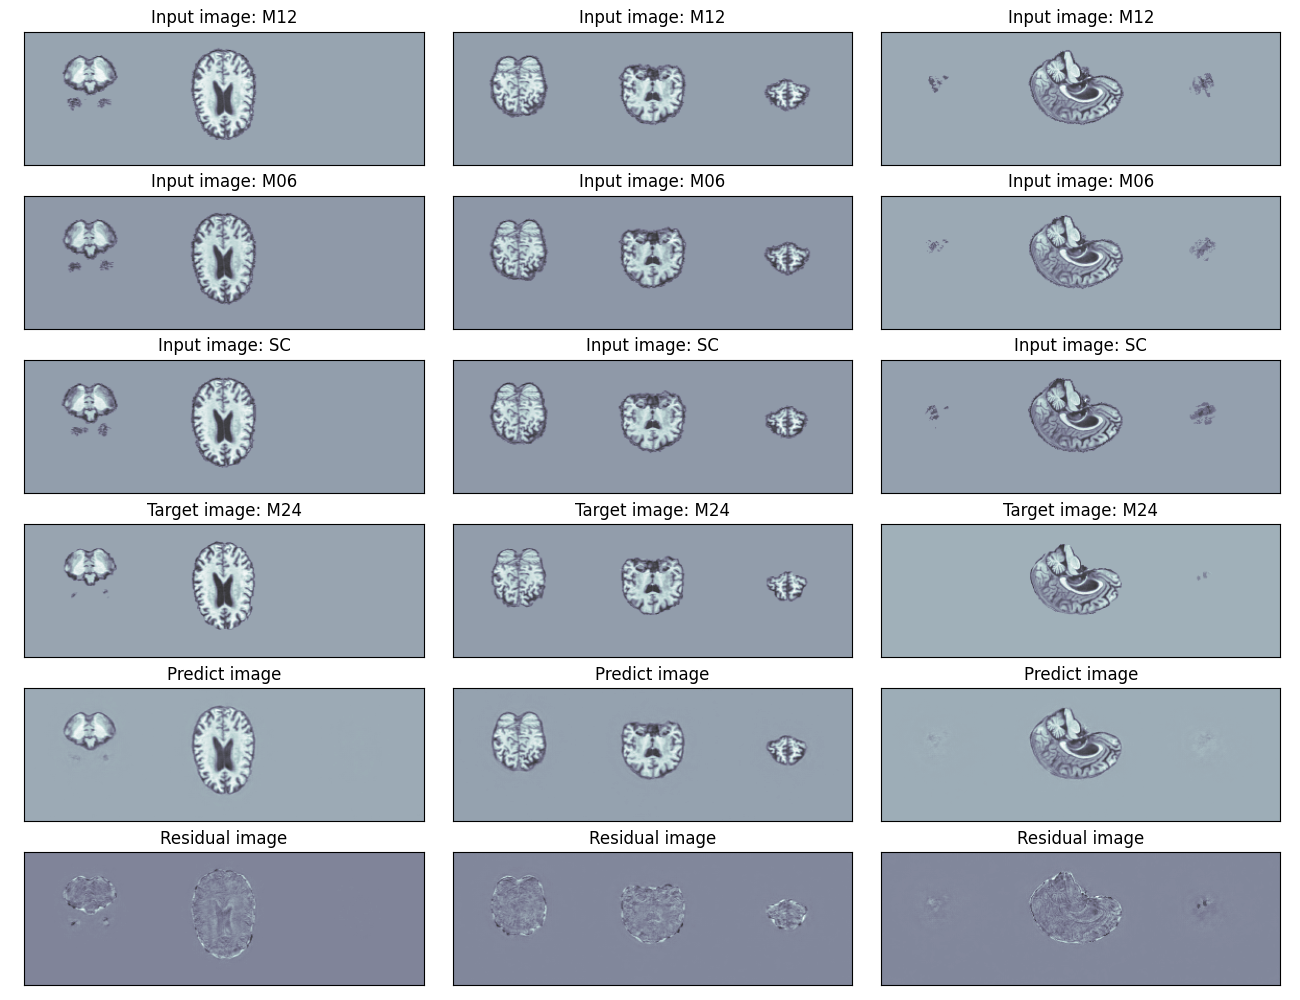 Input image: M12 Input image: M12 Input image: M12
Input image: M06 Input image: M06 Input image: M06
Input image: SC Input image: SC Input image: SC
Target image: M24 Target image: M24 Target image: M24
Predict image Predict image Predict image
Residual image Residual image Residual image